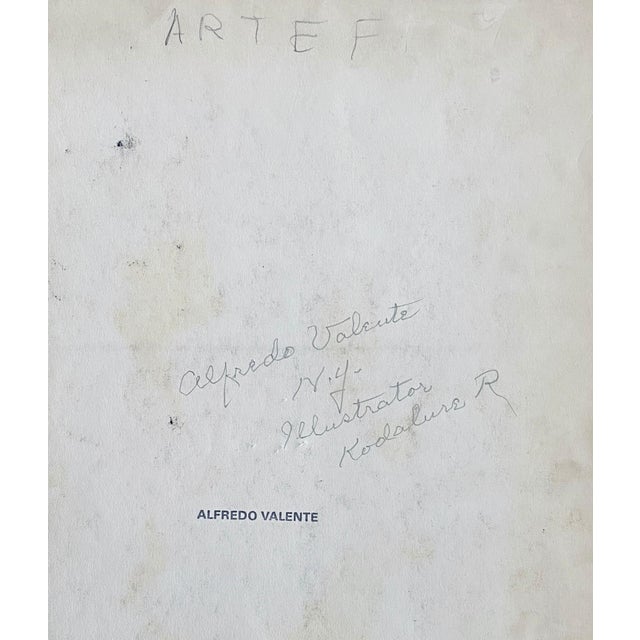 ARTEF
Alfredo Valente
N.Y.
Illustrator
Kodalure R
ALFREDO VALENTE